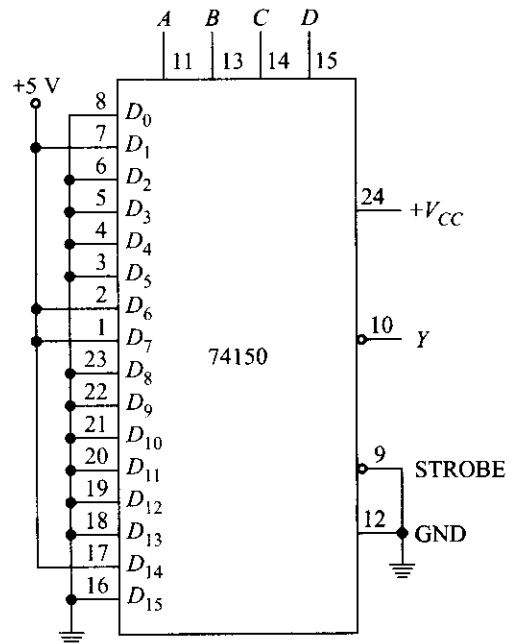 A B C D
11 13 14 15
+5 V
8 D₀
7 D₁
6 D₂
5 D₃
4 D₄
3 D₅
2 D₆
1 D₇
23 D₈
22 D₉
21 D₁₀
20 D₁₁
19 D₁₂
18 D₁₃
17 D₁₄
16 D₁₅
74150
24 +V_CC
10 Y
9 STROBE
12 GND